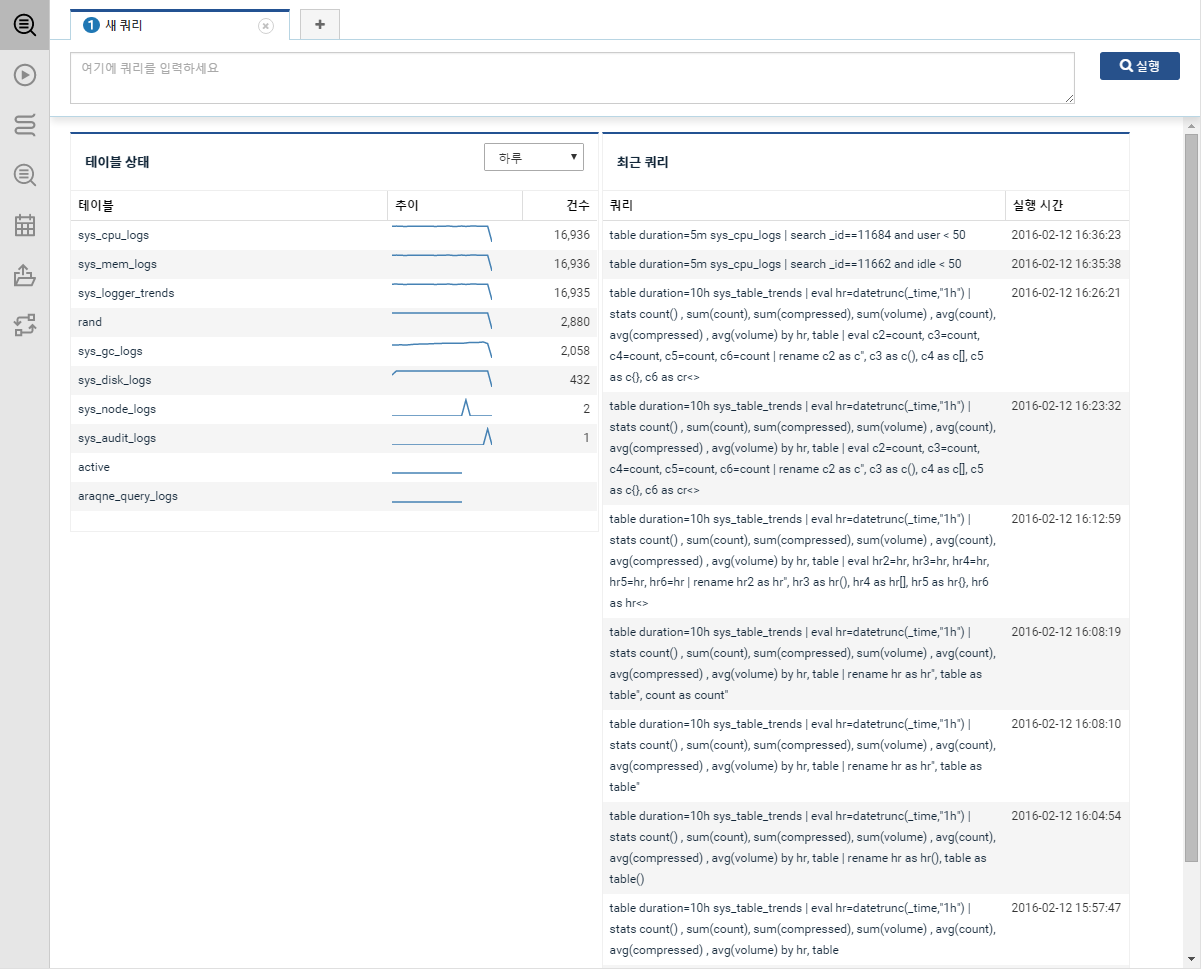 1 새 쿼리
+
여기에 쿼리를 입력하세요
실행
테이블 상태
하루
테이블 추이 건수
sys_cpu_logs 16,936
sys_mem_logs 16,936
sys_logger_trends 16,935
rand 2,880
sys_gc_logs 2,058
sys_disk_logs 432
sys_node_logs 2
sys_audit_logs 1
active
araqne_query_logs
최근 쿼리
쿼리 실행 시간
table duration=5m sys_cpu_logs | search _id==11684 and user < 50 2016-02-12 16:36:23
table duration=5m sys_cpu_logs | search _id==11662 and idle < 50 2016-02-12 16:35:38
table duration=10h sys_table_trends | eval hr=datetrunc(_time,"1h") | 2016-02-12 16:26:21
stats count() , sum(count), sum(compressed), sum(volume) , avg(count),
avg(compressed) , avg(volume) by hr, table | eval c2=count, c3=count,
c4=count, c5=count, c6=count | rename c2 as c", c3 as c(), c4 as c[], c5
as c{}, c6 as cr<>
table duration=10h sys_table_trends | eval hr=datetrunc(_time,"1h") | 2016-02-12 16:23:32
stats count() , sum(count), sum(compressed), sum(volume) , avg(count),
avg(compressed) , avg(volume) by hr, table | eval c2=count, c3=count,
c4=count, c5=count, c6=count | rename c2 as c", c3 as c(), c4 as c[], c5
as c{}, c6 as cr<>
table duration=10h sys_table_trends | eval hr=datetrunc(_time,"1h") | 2016-02-12 16:12:59
stats count() , sum(count), sum(compressed), sum(volume) , avg(count),
avg(compressed) , avg(volume) by hr, table | eval hr2=hr, hr3=hr, hr4=hr,
hr5=hr, hr6=hr | rename hr2 as hr", hr3 as hr(), hr4 as hr[], hr5 as hr{}, hr6
as hr<>
table duration=10h sys_table_trends | eval hr=datetrunc(_time,"1h") | 2016-02-12 16:08:19
stats count() , sum(count), sum(compressed), sum(volume) , avg(count),
avg(compressed) , avg(volume) by hr, table | rename hr as hr", table as
table", count as count"
table duration=10h sys_table_trends | eval hr=datetrunc(_time,"1h") | 2016-02-12 16:08:10
stats count() , sum(count), sum(compressed), sum(volume) , avg(count),
avg(compressed) , avg(volume) by hr, table | rename hr as hr", table as
table"
table duration=10h sys_table_trends | eval hr=datetrunc(_time,"1h") | 2016-02-12 16:04:54
stats count() , sum(count), sum(compressed), sum(volume) , avg(count),
avg(compressed) , avg(volume) by hr, table | rename hr as hr(), table as
table()
table duration=10h sys_table_trends | eval hr=datetrunc(_time,"1h") | 2016-02-12 15:57:47
stats count() , sum(count), sum(compressed), sum(volume) , avg(count),
avg(compressed) , avg(volume) by hr, table